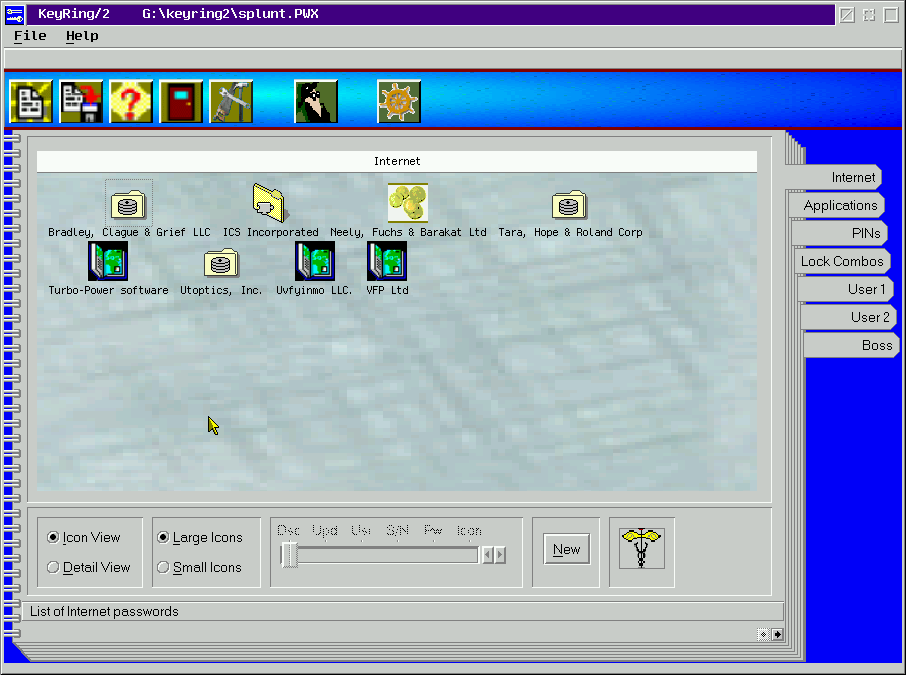 KeyRing/2 G:\keyring2\splunt.PWX
File Help
Internet
Bradley, Clague & Grief LLC ICS Incorporated Neely, Fuchs & Barakat Ltd Tara, Hope & Roland Corp
Turbo-Power software Utoptics, Inc. Uvfyinmo LLC. VFP Ltd
Internet
Applications
PINs
Lock Combos
User 1
User 2
Boss
Dsc Upd Usr S/N Pw Icon
Icon View Large Icons
New
Detail View Small Icons
List of Internet passwords